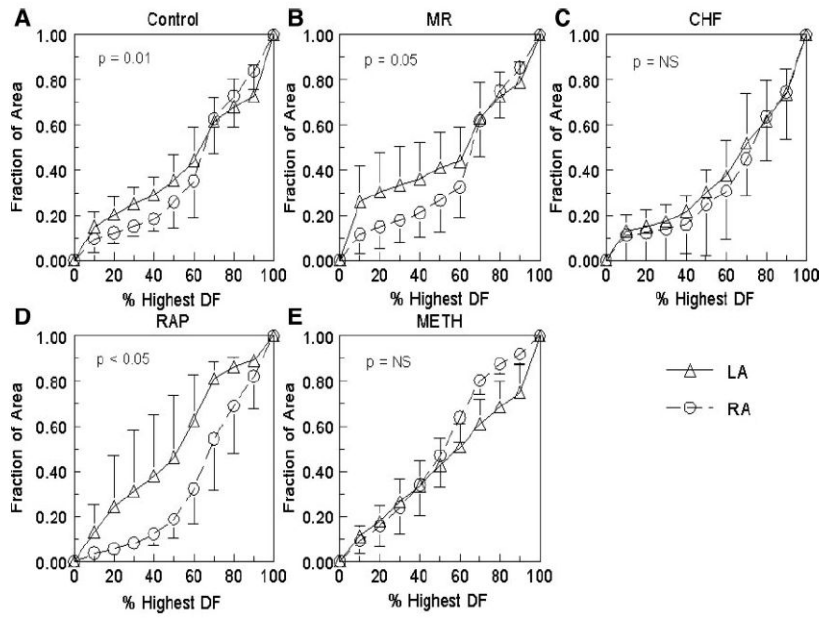 A Control
B MR
C CHF
Fraction of Area
1.00
0.80
0.60
0.40
0.20
0.00
p = 0.01
0 20 40 60 80 100
% Highest DF
Fraction of Area
1.00
0.80
0.60
0.40
0.20
0.00
p = 0.05
0 20 40 60 80 100
% Highest DF
Fraction of Area
1.00
0.80
0.60
0.40
0.20
0.00
p = NS
0 20 40 60 80 100
% Highest DF
D RAP
E METH
Fraction of Area
1.00
0.80
0.60
0.40
0.20
0.00
p < 0.05
0 20 40 60 80 100
% Highest DF
Fraction of Area
1.00
0.80
0.60
0.40
0.20
0.00
p = NS
0 20 40 60 80 100
% Highest DF
LA
RA